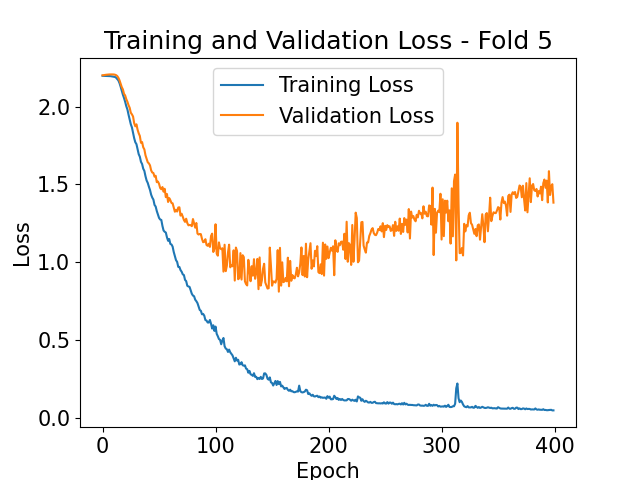 Training and Validation Loss - Fold 5
Training Loss
Validation Loss
Loss
2.0
1.5
1.0
0.5
0.0
0 100 200 300 400
Epoch